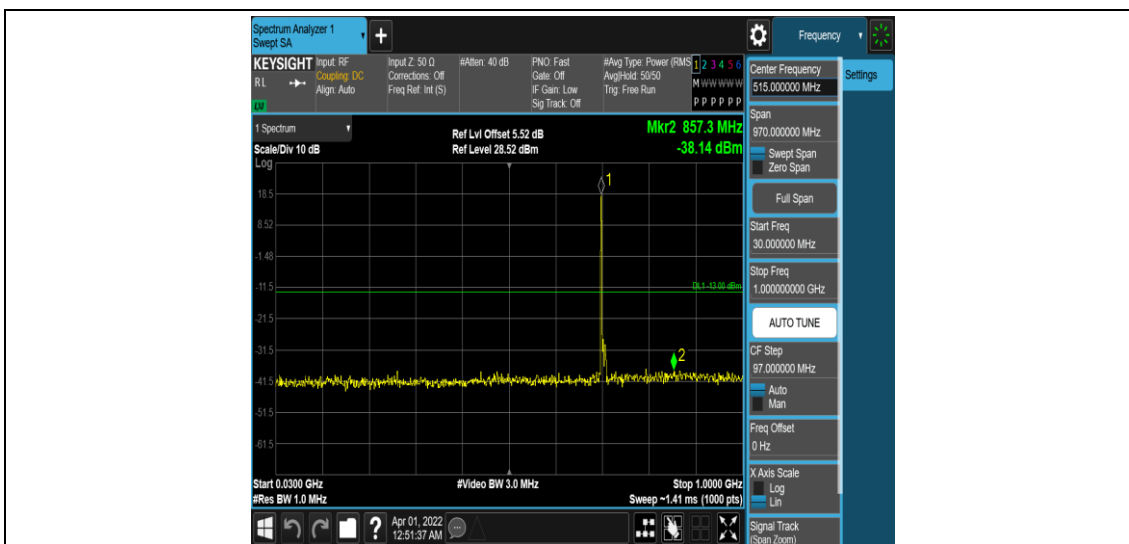 Spectrum Analyzer 1
Swept SA
Frequency
KEYSIGHT
RL
Input: RF
Coupling: DC
Align: Auto
Input Z: 50 Ω
Corrections: Off
Freq Ref: Int (S)
#Atten: 40 dB
PNO: Fast
Gate: Off
IF Gain: Low
Sig Track: Off
#Avg Type: Power (RMS
Avg|Hold: 50/50
Trig: Free Run
1 2 3 4 5 6
M W W W W W
P P P P P P
1 Spectrum
Scale/Div 10 dB
Log
Ref Lvl Offset 5.52 dB
Ref Level 28.52 dBm
Mkr2 857.3 MHz
-38.14 dBm
1
18.5
8.52
-1.48
-11.5
DL1 -13.00 dBm
-21.5
-31.5
2
-41.5
-51.5
-61.5
Start 0.0300 GHz
#Res BW 1.0 MHz
#Video BW 3.0 MHz
Stop 1.0000 GHz
Sweep ~1.41 ms (1000 pts)
?
Apr 01, 2022
12:51:37 AM
Center Frequency
515.000000 MHz
Settings
Span
970.000000 MHz
Swept Span
Zero Span
Full Span
Start Freq
30.000000 MHz
Stop Freq
1.000000000 GHz
AUTO TUNE
CF Step
97.000000 MHz
Auto
Man
Freq Offset
0 Hz
X Axis Scale
Log
Lin
Signal Track
(Span Zoom)